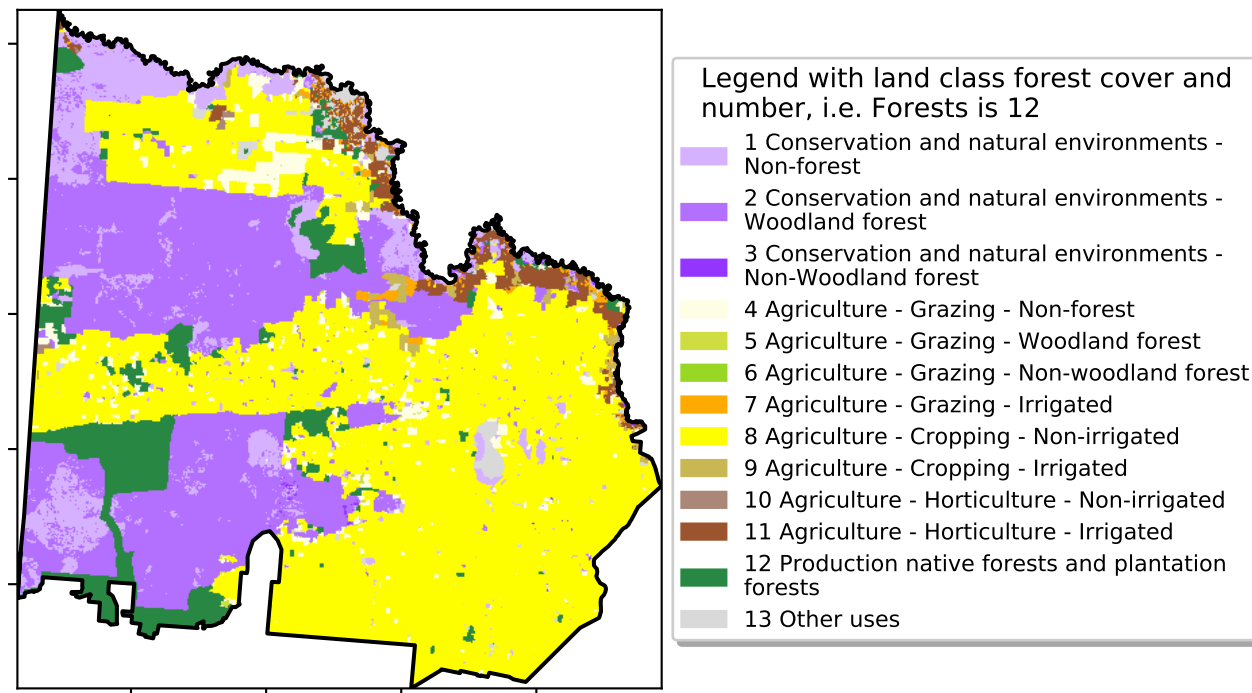 Legend with land class forest cover and
number, i.e. Forests is 12
1 Conservation and natural environments -
Non-forest
2 Conservation and natural environments -
Woodland forest
3 Conservation and natural environments -
Non-Woodland forest
4 Agriculture - Grazing - Non-forest
5 Agriculture - Grazing - Woodland forest
6 Agriculture - Grazing - Non-woodland forest
7 Agriculture - Grazing - Irrigated
8 Agriculture - Cropping - Non-irrigated
9 Agriculture - Cropping - Irrigated
10 Agriculture - Horticulture - Non-irrigated
11 Agriculture - Horticulture - Irrigated
12 Production native forests and plantation
forests
13 Other uses